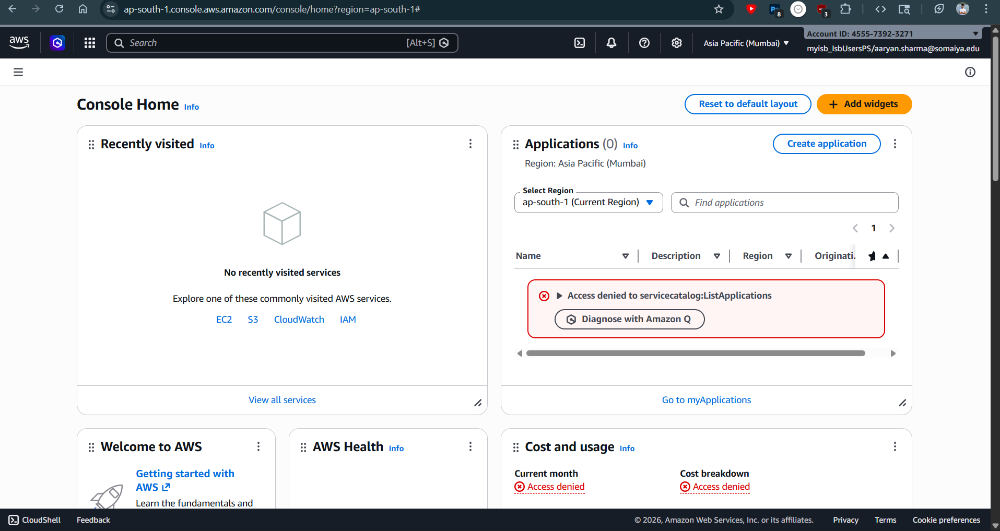 ap-south-1.console.aws.amazon.com/console/home?region=ap-south-1#
8
3
aws
Search
[Alt+S]
Asia Pacific (Mumbai)
Account ID: 4555-7392-3271
myisb_IsbUsersPS/aaryan.sharma@somaiya.edu
Console Home Info
Reset to default layout
Add widgets
Recently visited Info
No recently visited services
Explore one of these commonly visited AWS services.
EC2 S3 CloudWatch IAM
View all services
Applications (0) Info
Create application
Region: Asia Pacific (Mumbai)
Select Region
ap-south-1 (Current Region)
Find applications
1
Name Description Region Originati.
Access denied to servicecatalog:ListApplications
Diagnose with Amazon Q
Go to myApplications
Welcome to AWS
Getting started with
AWS
Learn the fundamentals and
AWS Health Info
Cost and usage Info
Current month
Access denied
Cost breakdown
Access denied
CloudShell Feedback
© 2026, Amazon Web Services, Inc. or its affiliates. Privacy Terms Cookie preferences